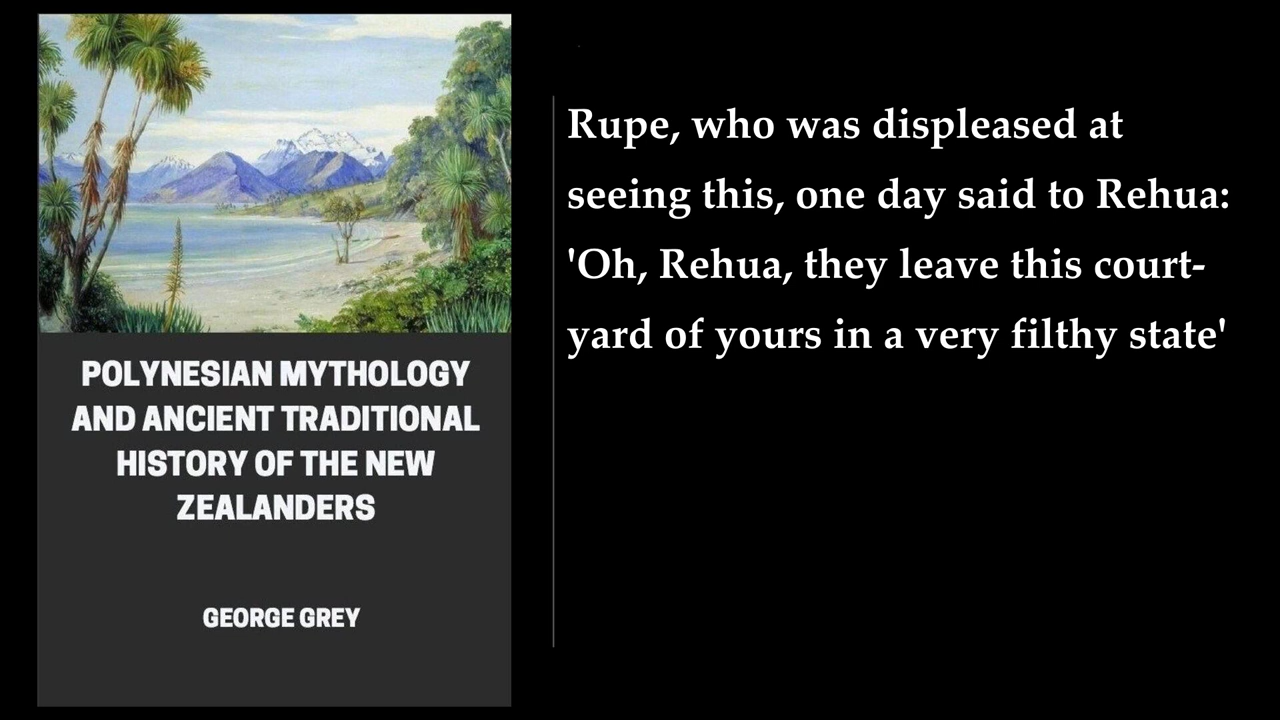 POLYNESIAN MYTHOLOGY
AND ANCIENT TRADITIONAL
HISTORY OF THE NEW
ZEALANDERS
GEORGE GREY
Rupe, who was displeased at
seeing this, one day said to Rehua:
'Oh, Rehua, they leave this court-
yard of yours in a very filthy state'